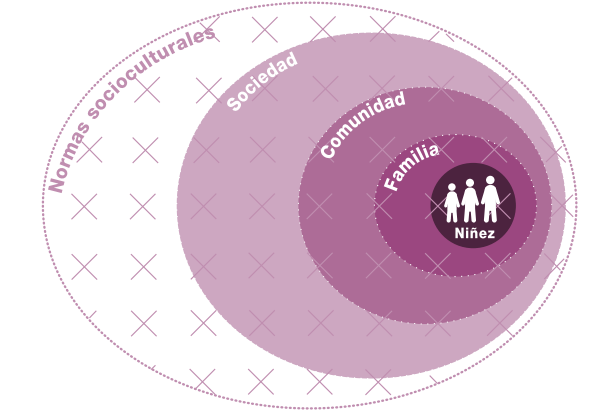 Normas socioculturales
Sociedad
Comunidad
Familia
Niñez